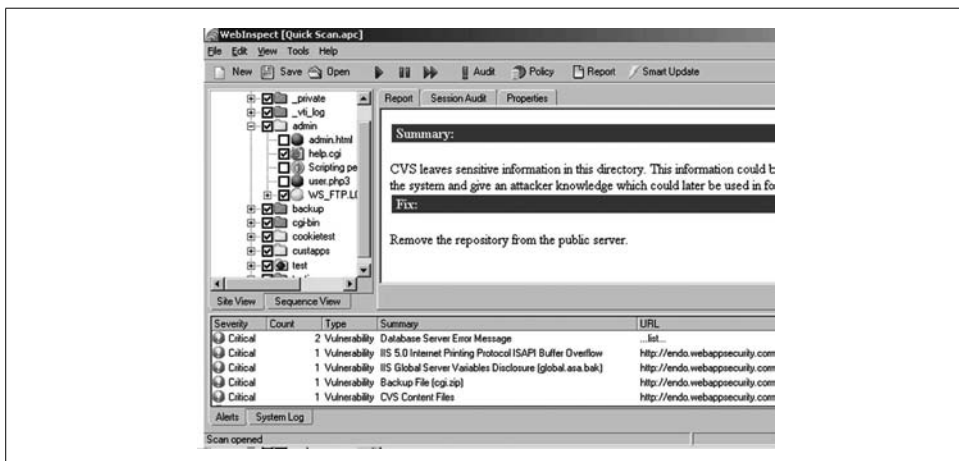 WebInspect [Quick Scan.apc]
File Edit View Tools Help
New Save Open Audit Policy Report Smart Update
_private
_vti_log
admin
admin.html
help.cgi
Scripting pe
user.php3
WS_FTP.LO
backup
cgi-bin
cookietest
custapps
test
Site View Sequence View
Report Session Audit Properties
Summary:
CVS leaves sensitive information in this directory. This information could b
the system and give an attacker knowledge which could later be used in fo
Fix:
Remove the repository from the public server.
Severity Count Type Summary URL
Critical 2 Vulnerability Database Server Error Message ...list...
Critical 1 Vulnerability IIS 5.0 Internet Printing Protocol ISAPI Buffer Overflow http://endo.webappsecurity.com
Critical 1 Vulnerability IIS Global Server Variables Disclosure (global.asa.bak) http://endo.webappsecurity.com
Critical 1 Vulnerability Backup File (cgi.zip) http://endo.webappsecurity.com
Critical 1 Vulnerability CVS Content Files http://endo.webappsecurity.com
Alerts System Log
Scan opened